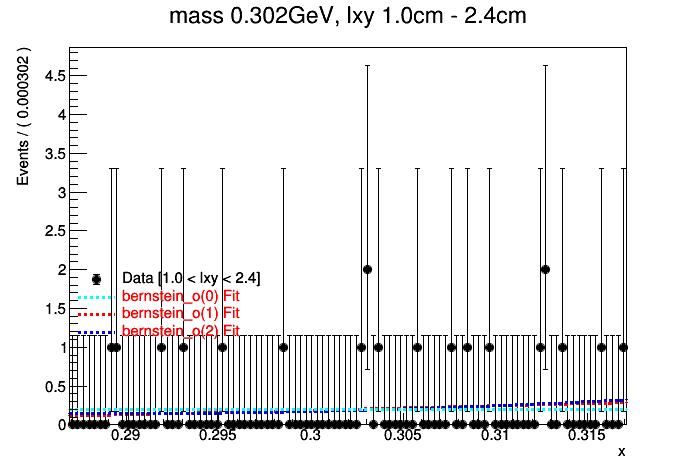 mass 0.302GeV, lxy 1.0cm - 2.4cm
Events / ( 0.000302 )
4.5
4
3.5
3
2.5
2
1.5
1
0.5
0
Data [1.0 < lxy < 2.4]
bernstein_o(0) Fit
bernstein_o(1) Fit
bernstein_o(2) Fit
0.29 0.295 0.3 0.305 0.31 0.315
x